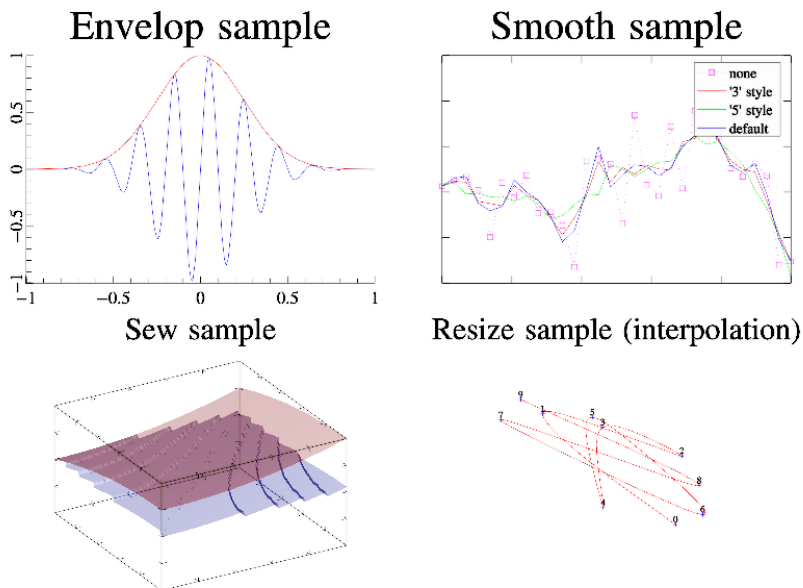 Envelop sample
Smooth sample
1
0.5
0
−0.5
−1
−1
−0.5
0
0.5
1
none
'3' style
'5' style
default
Sew sample
Resize sample (interpolation)
9
1
7
5
3
2
8
4
6
0